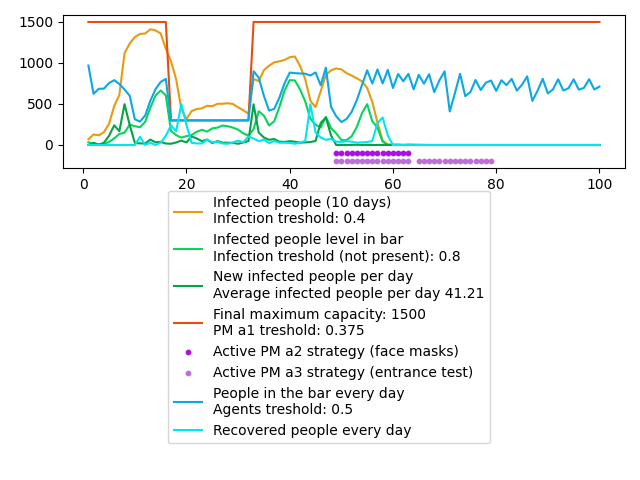 1500
1000
500
0
0 20 40 60 80 100
Infected people (10 days)
Infection treshold: 0.4
Infected people level in bar
Infection treshold (not present): 0.8
New infected people per day
Average infected people per day 41.21
Final maximum capacity: 1500
PM a1 treshold: 0.375
Active PM a2 strategy (face masks)
Active PM a3 strategy (entrance test)
People in the bar every day
Agents treshold: 0.5
Recovered people every day